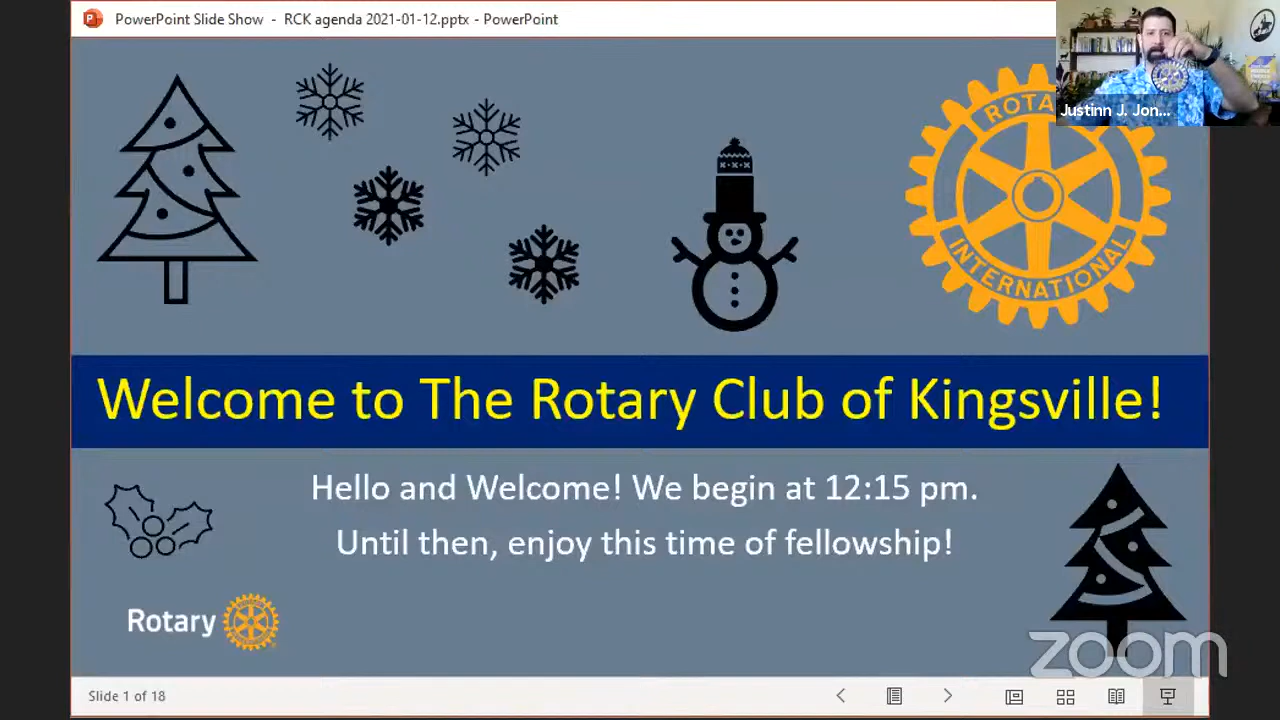 PowerPoint Slide Show - RCK agenda 2021-01-12.pptx - PowerPoint
Justinn J. Jon...
ROTA
INTERNATIONAL
Welcome to The Rotary Club of Kingsville!
Hello and Welcome! We begin at 12:15 pm.
Until then, enjoy this time of fellowship!
Rotary
zoom
Slide 1 of 18